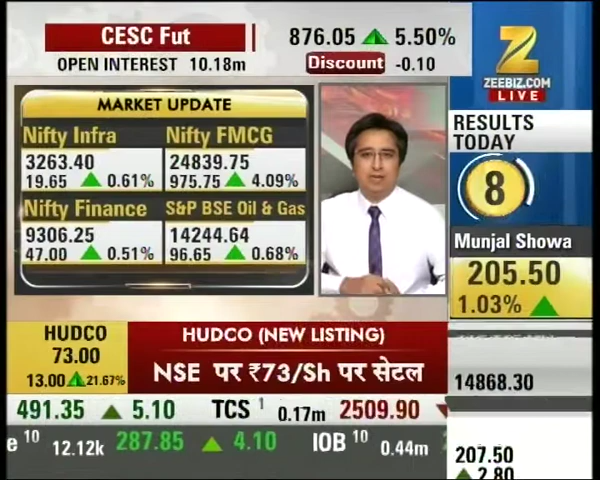 CESC Fut
OPEN INTEREST 10.18m
876.05 5.50%
Discount -0.10
ZEEBIZ.COM
LIVE
MARKET UPDATE
Nifty Infra
3263.40
19.65 0.61%
Nifty FMCG
24839.75
975.75 4.09%
Nifty Finance
9306.25
47.00 0.51%
S&P BSE Oil & Gas
14244.64
96.65 0.68%
RESULTS
TODAY
8
Munjal Showa
205.50
1.03%
HUDCO
73.00
13.00 21.67%
HUDCO (NEW LISTING)
NSE पर ₹73/Sh पर सेटल
14868.30
491.35 5.10 TCS 1 0.17m 2509.90
e 10 12.12k 287.85 4.10 IOB 10 0.44m
207.50
2.80